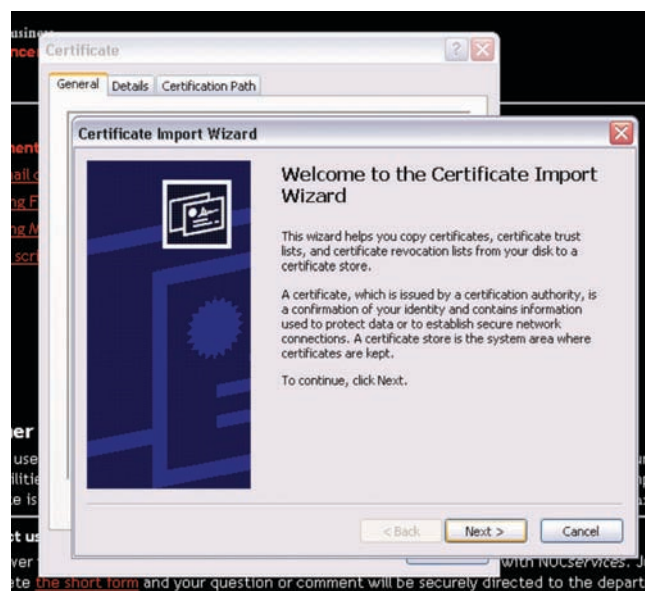 Certificate
General Details Certification Path
Certificate Import Wizard
Welcome to the Certificate Import
Wizard
This wizard helps you copy certificates, certificate trust
lists, and certificate revocation lists from your disk to a
certificate store.
A certificate, which is issued by a certification authority, is
a confirmation of your identity and contains information
used to protect data or to establish secure network
connections. A certificate store is the system area where
certificates are kept.
To continue, click Next.
< Back Next > Cancel
with NOCservices.
the short form and your question or comment will be securely directed to the